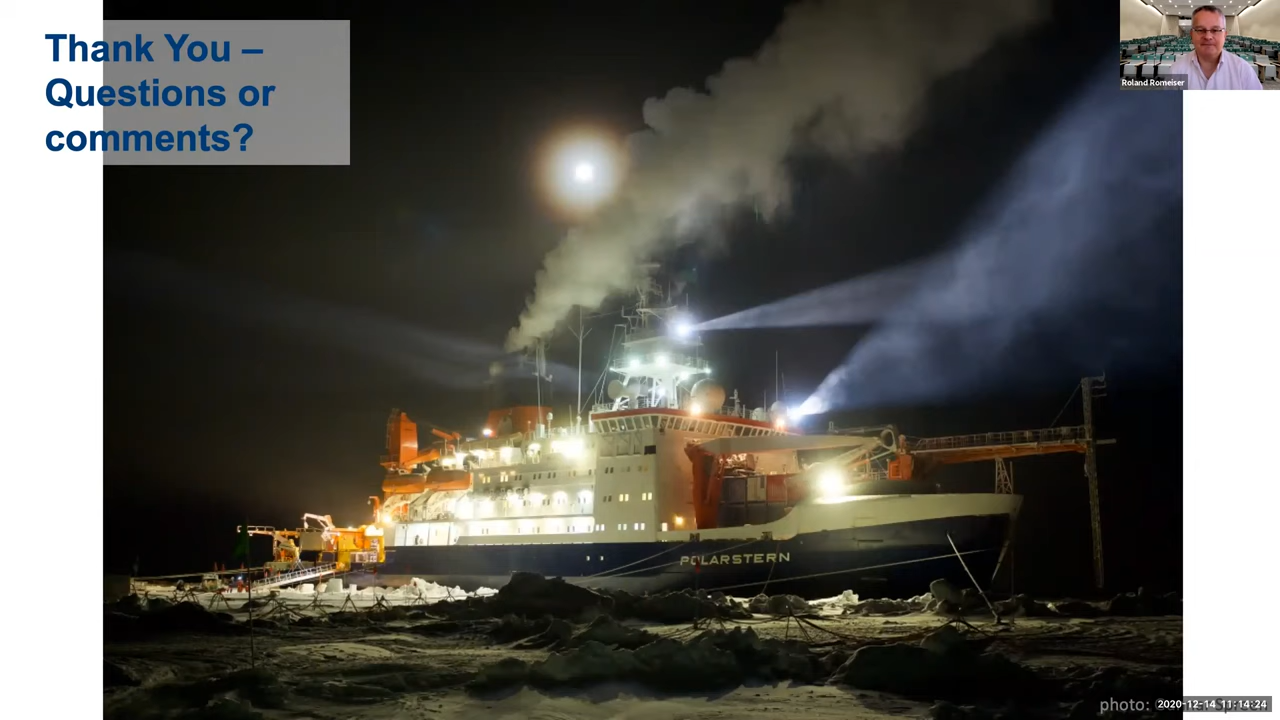 Thank You –
Questions or
comments?
Roland Romeiser
POLARSTERN
photo:
2020-12-14 11:14:24